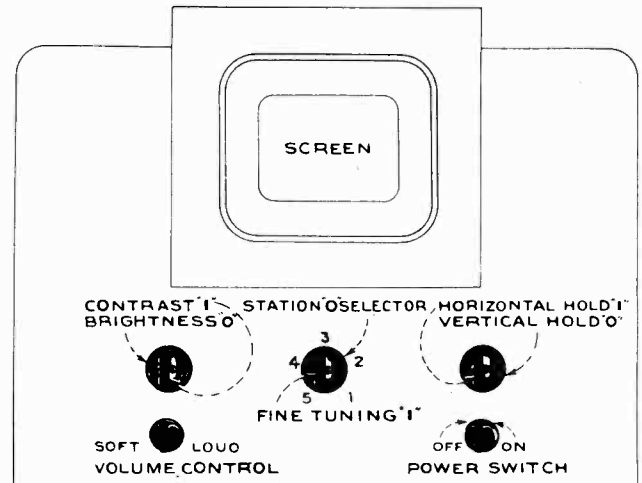 SCREEN
CONTRAST "I"
BRIGHTNESS "O"
STATION "O" SELECTOR
HORIZONTAL HOLD "I"
VERTICAL HOLD "O"
3
4 2
5 1
FINE TUNING "I"
SOFT LOUD
VOLUME CONTROL
OFF ON
POWER SWITCH